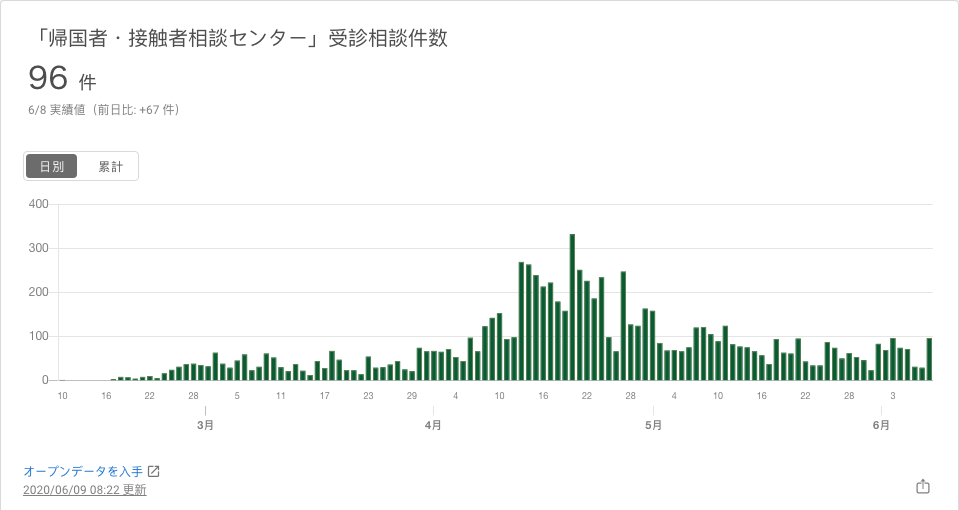 「帰国者・接触者相談センター」受診相談件数
96 件
6/8 実績値（前日比: +67 件）
日別 累計
400
300
200
100
0
10 16 22 28 5 11 17 23 29 4 10 16 22 28 4 10 16 22 28 3
3月 4月 5月 6月
オープンデータを入手
2020/06/09 08:22 更新